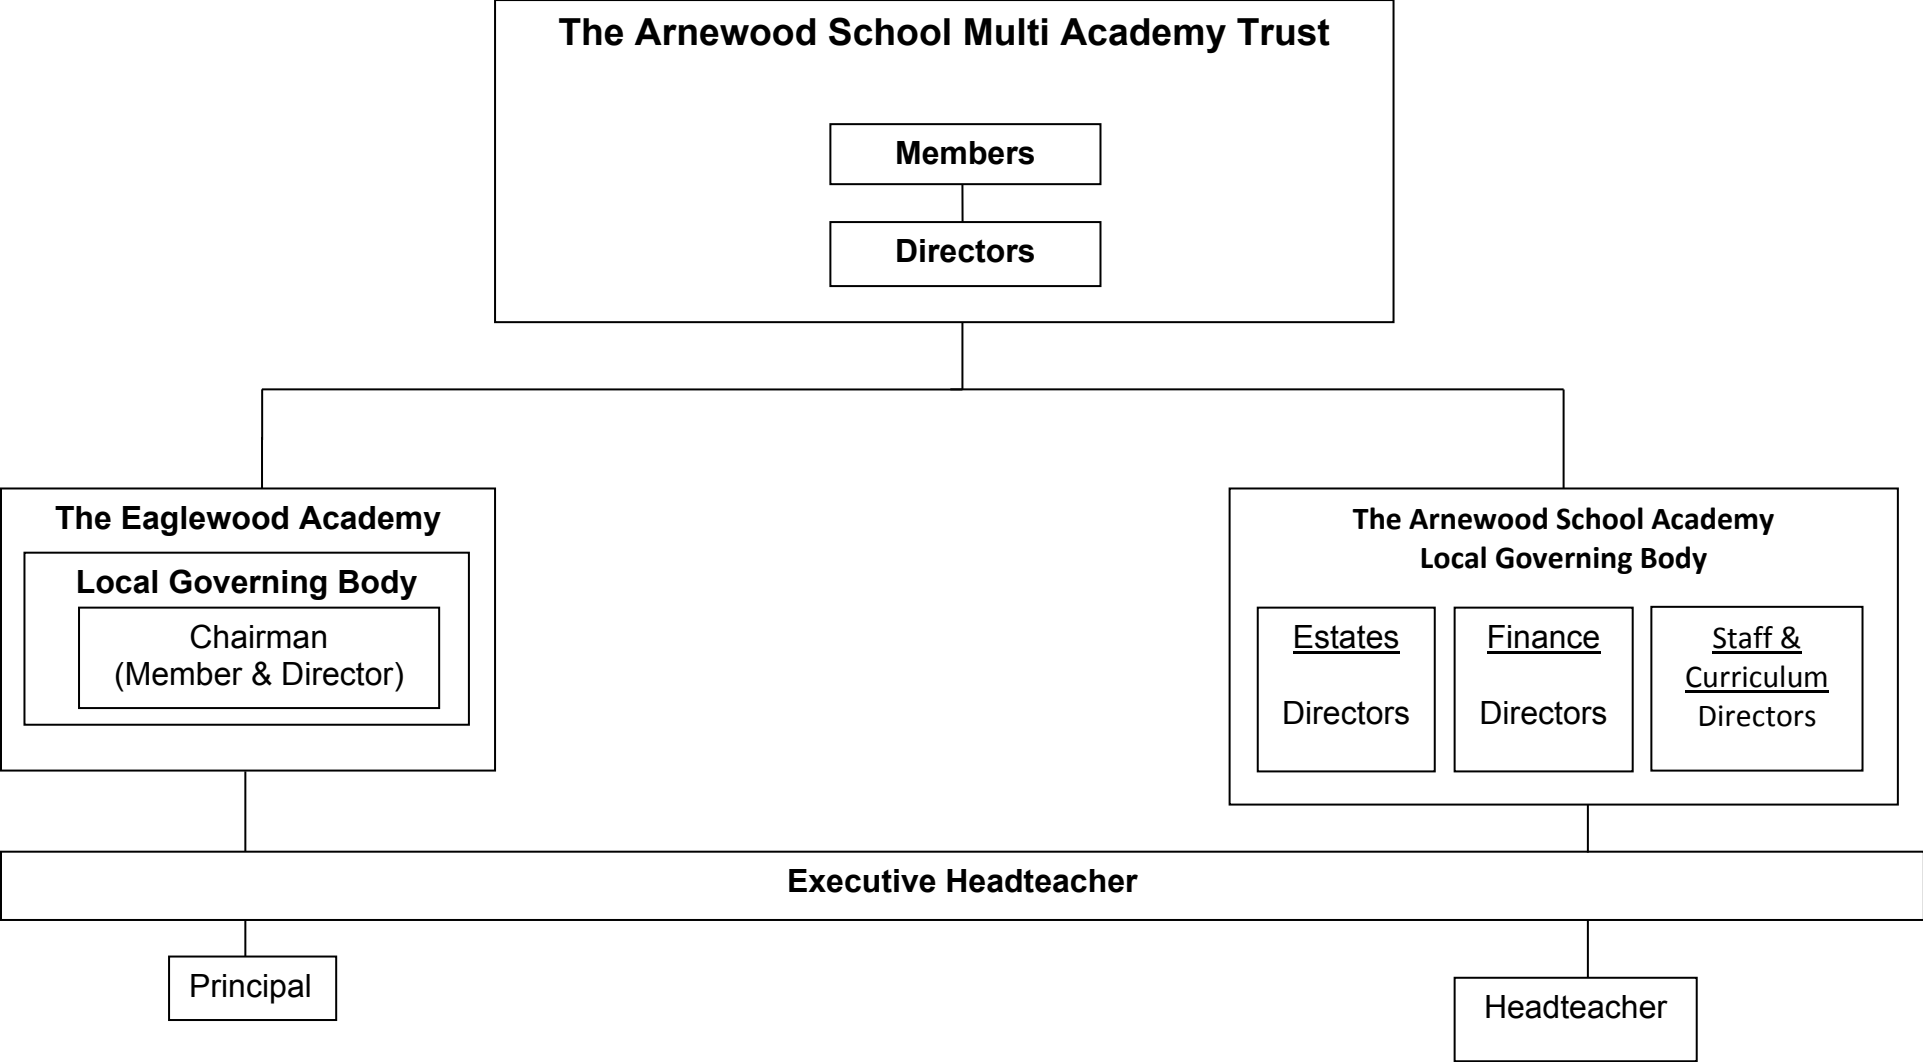 The Arnewood School Multi Academy Trust
Members
Directors
The Eaglewood Academy
Local Governing Body
Chairman
(Member & Director)
The Arnewood School Academy
Local Governing Body
Estates
Directors
Finance
Directors
Staff &
Curriculum
Directors
Executive Headteacher
Principal
Headteacher